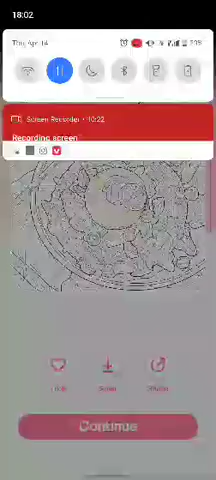 18:02
Thu, Apr 14
Screen Recorder • 10:22
Recording screen
Continue